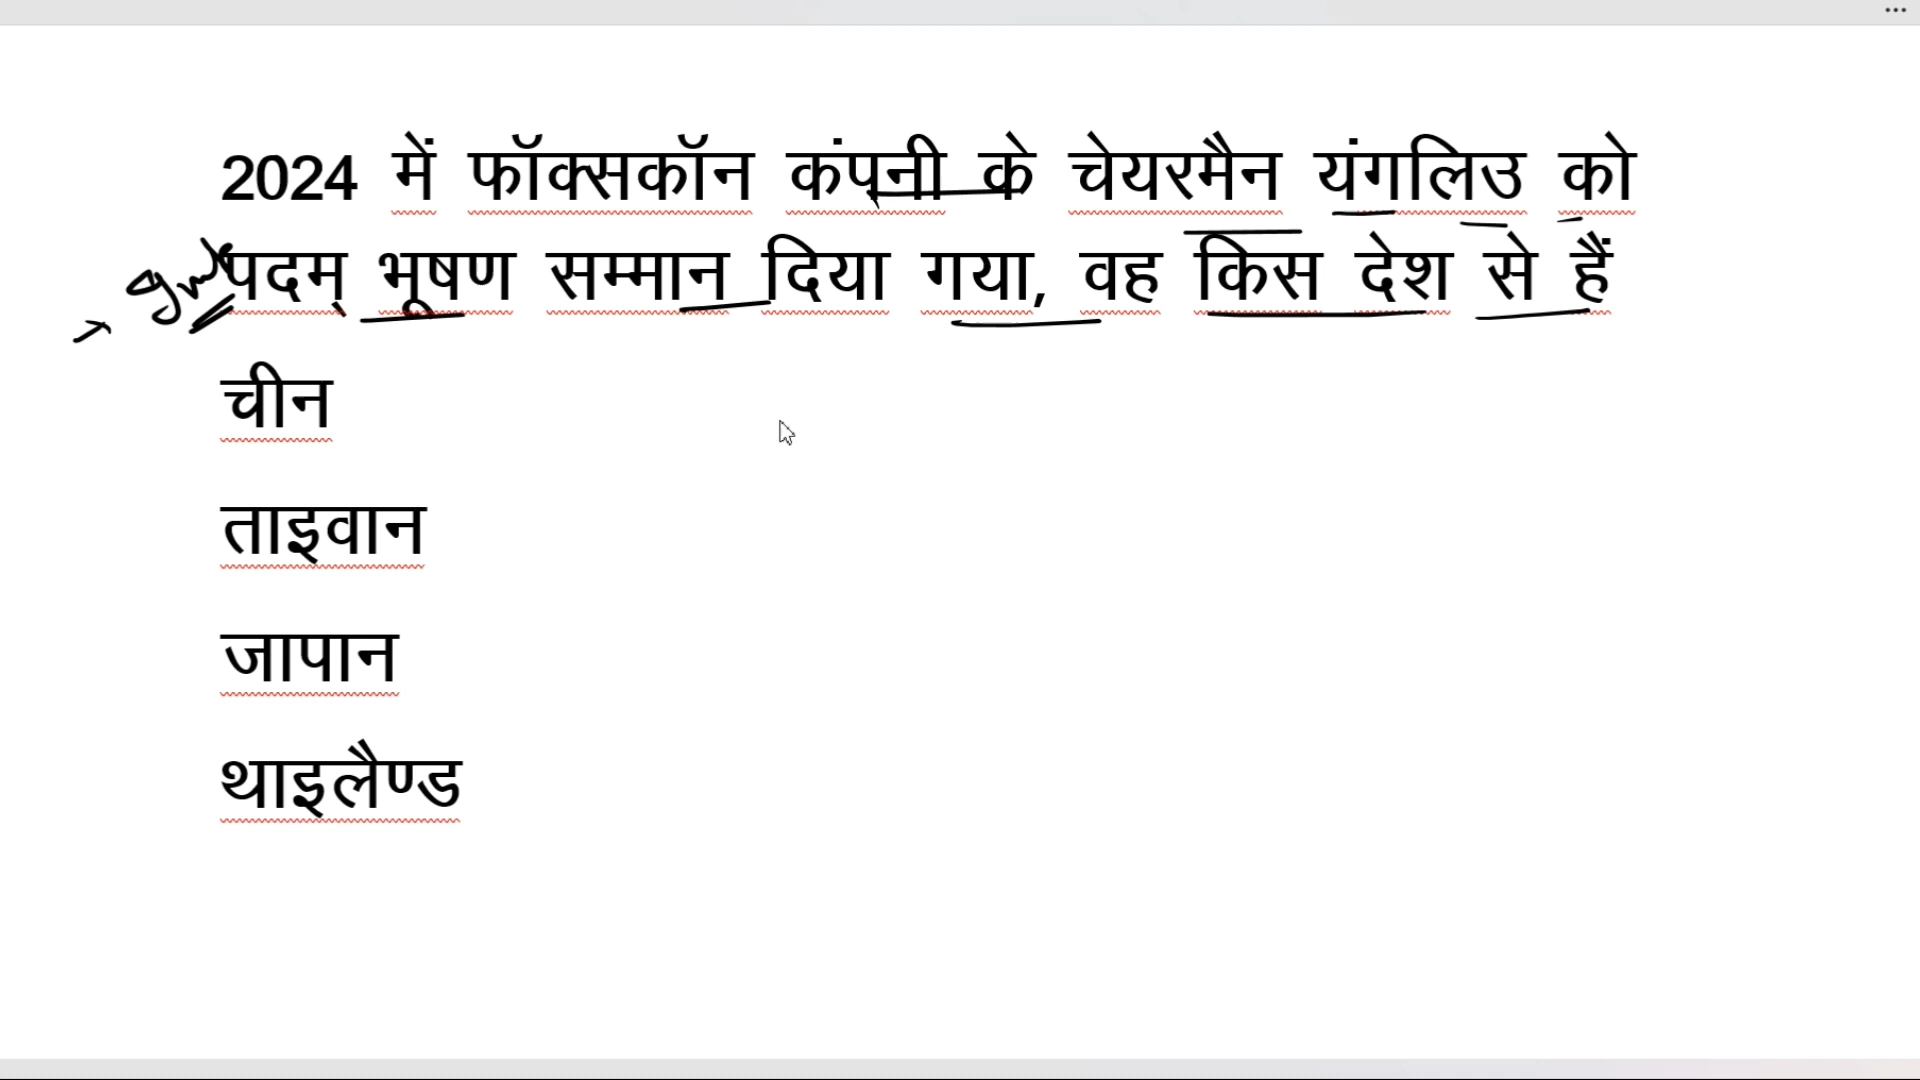 2024 में फॉक्सकॉन कंपनी के चेयरमैन यंगलिउ को
पदम् भूषण सम्मान दिया गया, वह किस देश से हैं
चीन
ताइवान
जापान
थाइलैण्ड